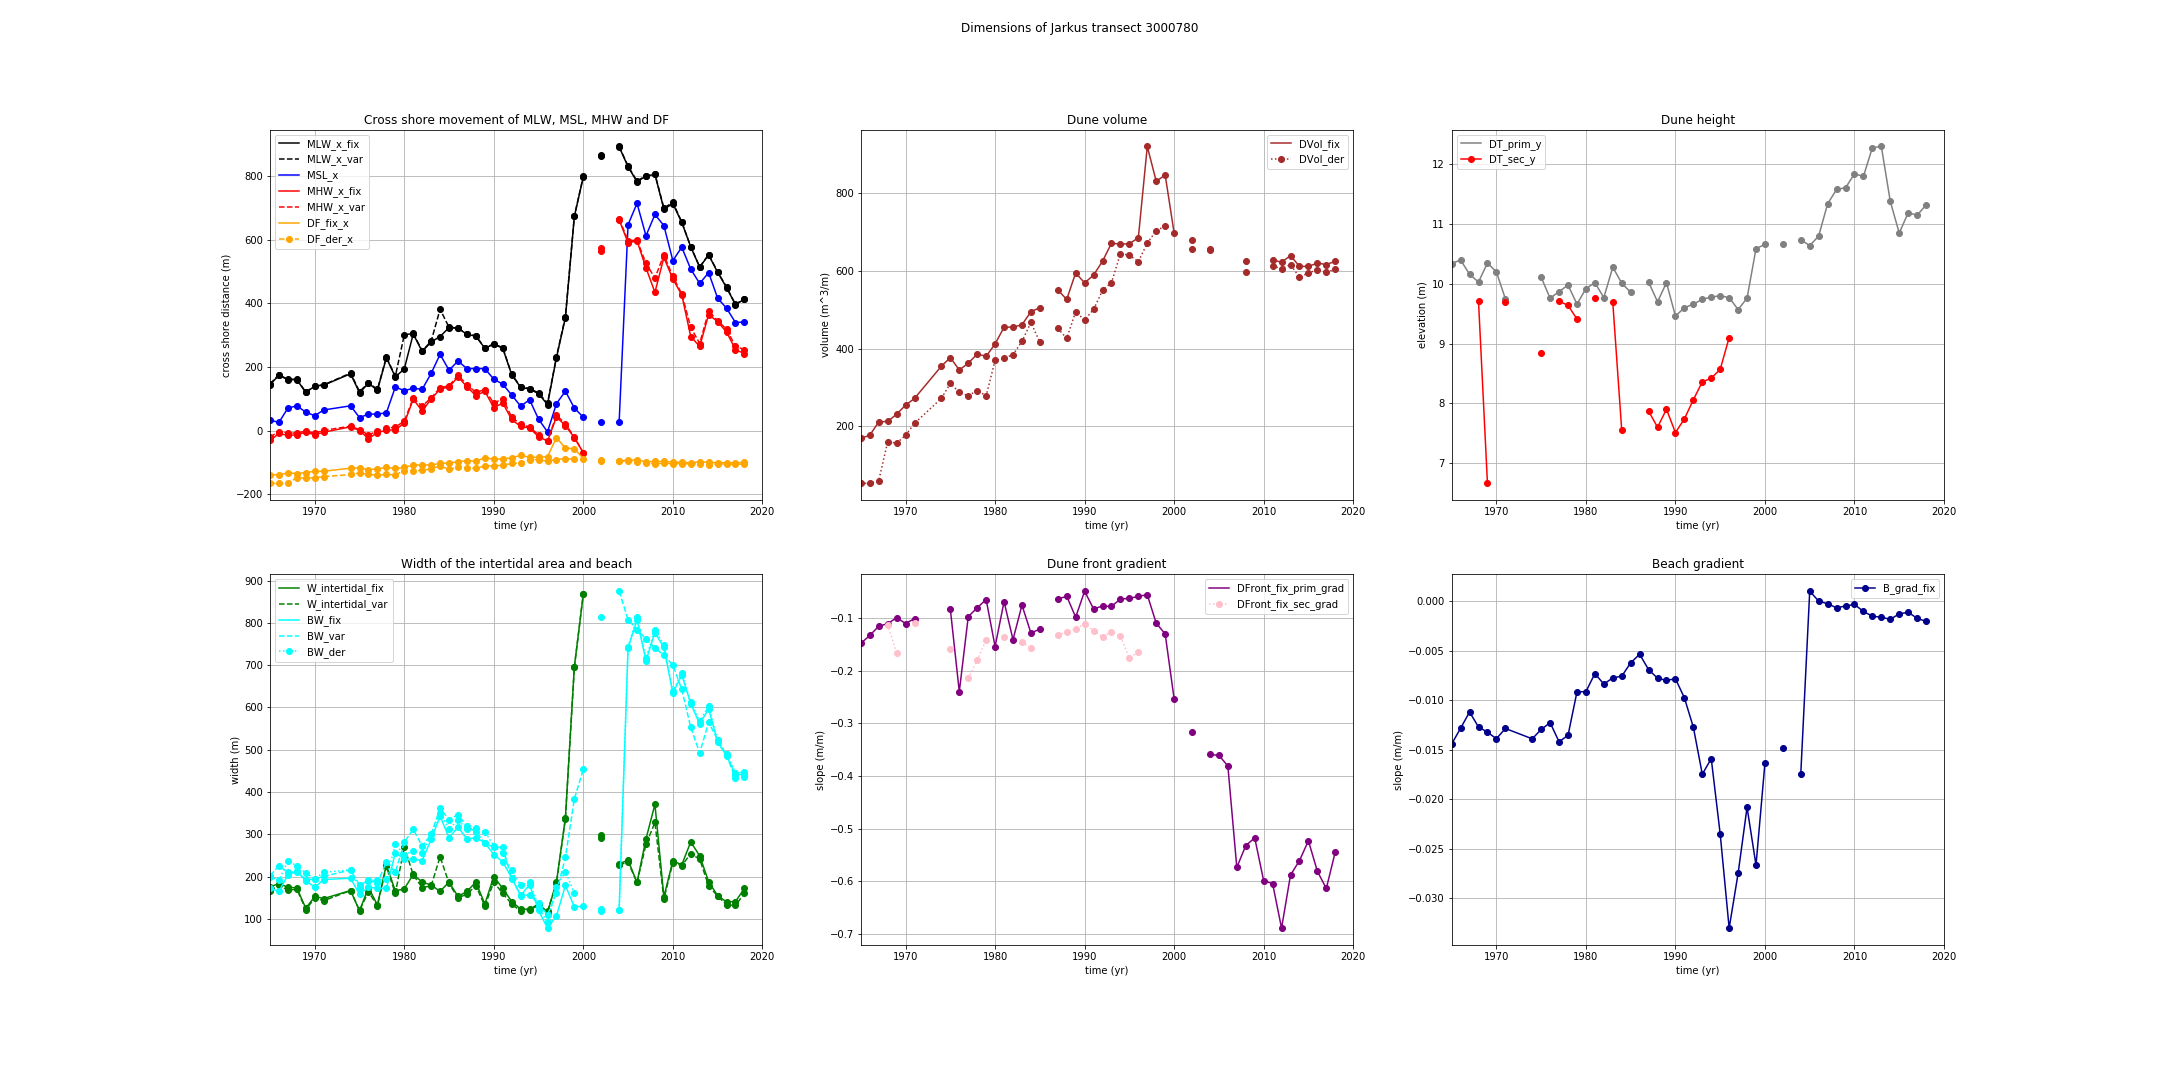 Dimensions of Jarkus transect 3000780
Cross shore movement of MLW, MSL, MHW and DF
cross shore distance (m)
800
600
400
200
0
−200
MLW_x_fix
MLW_x_var
MSL_x
MHW_x_fix
MHW_x_var
DF_fix_x
DF_der_x
1970 1980 1990 2000 2010 2020
time (yr)
Dune volume
volume (m^3/m)
800
600
400
200
DVol_fix
DVol_der
1970 1980 1990 2000 2010 2020
time (yr)
Dune height
elevation (m)
12
11
10
9
8
7
DT_prim_y
DT_sec_y
1970 1980 1990 2000 2010 2020
time (yr)
Width of the intertidal area and beach
width (m)
900
800
700
600
500
400
300
200
100
W_intertidal_fix
W_intertidal_var
BW_fix
BW_var
BW_der
1970 1980 1990 2000 2010 2020
time (yr)
Dune front gradient
slope (m/m)
−0.1
−0.2
−0.3
−0.4
−0.5
−0.6
−0.7
DFront_fix_prim_grad
DFront_fix_sec_grad
1970 1980 1990 2000 2010 2020
time (yr)
Beach gradient
slope (m/m)
0.000
−0.005
−0.010
−0.015
−0.020
−0.025
−0.030
B_grad_fix
1970 1980 1990 2000 2010 2020
time (yr)